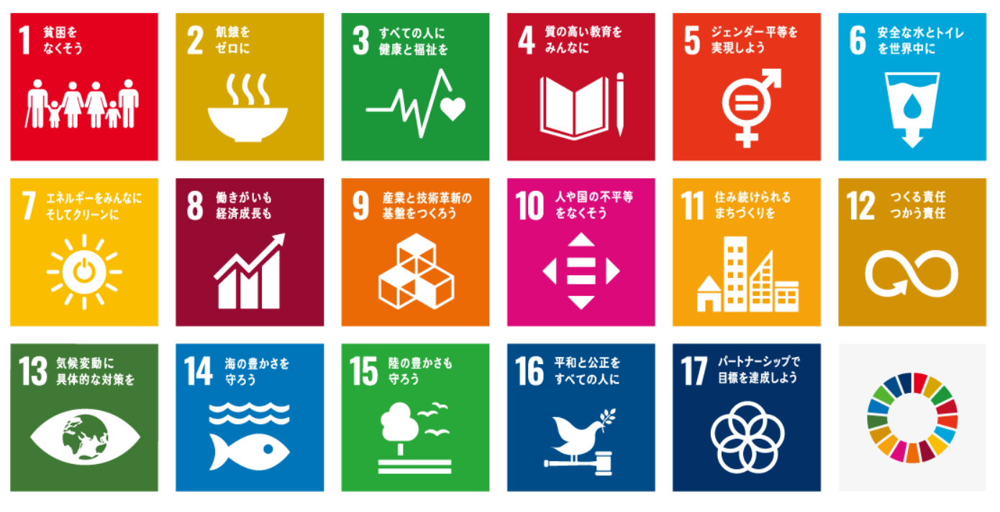 1 貧困を
なくそう
2 飢餓を
ゼロに
3 すべての人に
健康と福祉を
4 質の高い教育を
みんなに
5 ジェンダー平等を
実現しよう
6 安全な水とトイレ
を世界中に
7 エネルギーをみんなに
そしてクリーンに
8 働きがいも
経済成長も
9 産業と技術革新の
基盤をつくろう
10 人や国の不平等
をなくそう
11 住み続けられる
まちづくりを
12 つくる責任
つかう責任
13 気候変動に
具体的な対策を
14 海の豊かさを
守ろう
15 陸の豊かさも
守ろう
16 平和と公正を
すべての人に
17 パートナーシップで
目標を達成しよう